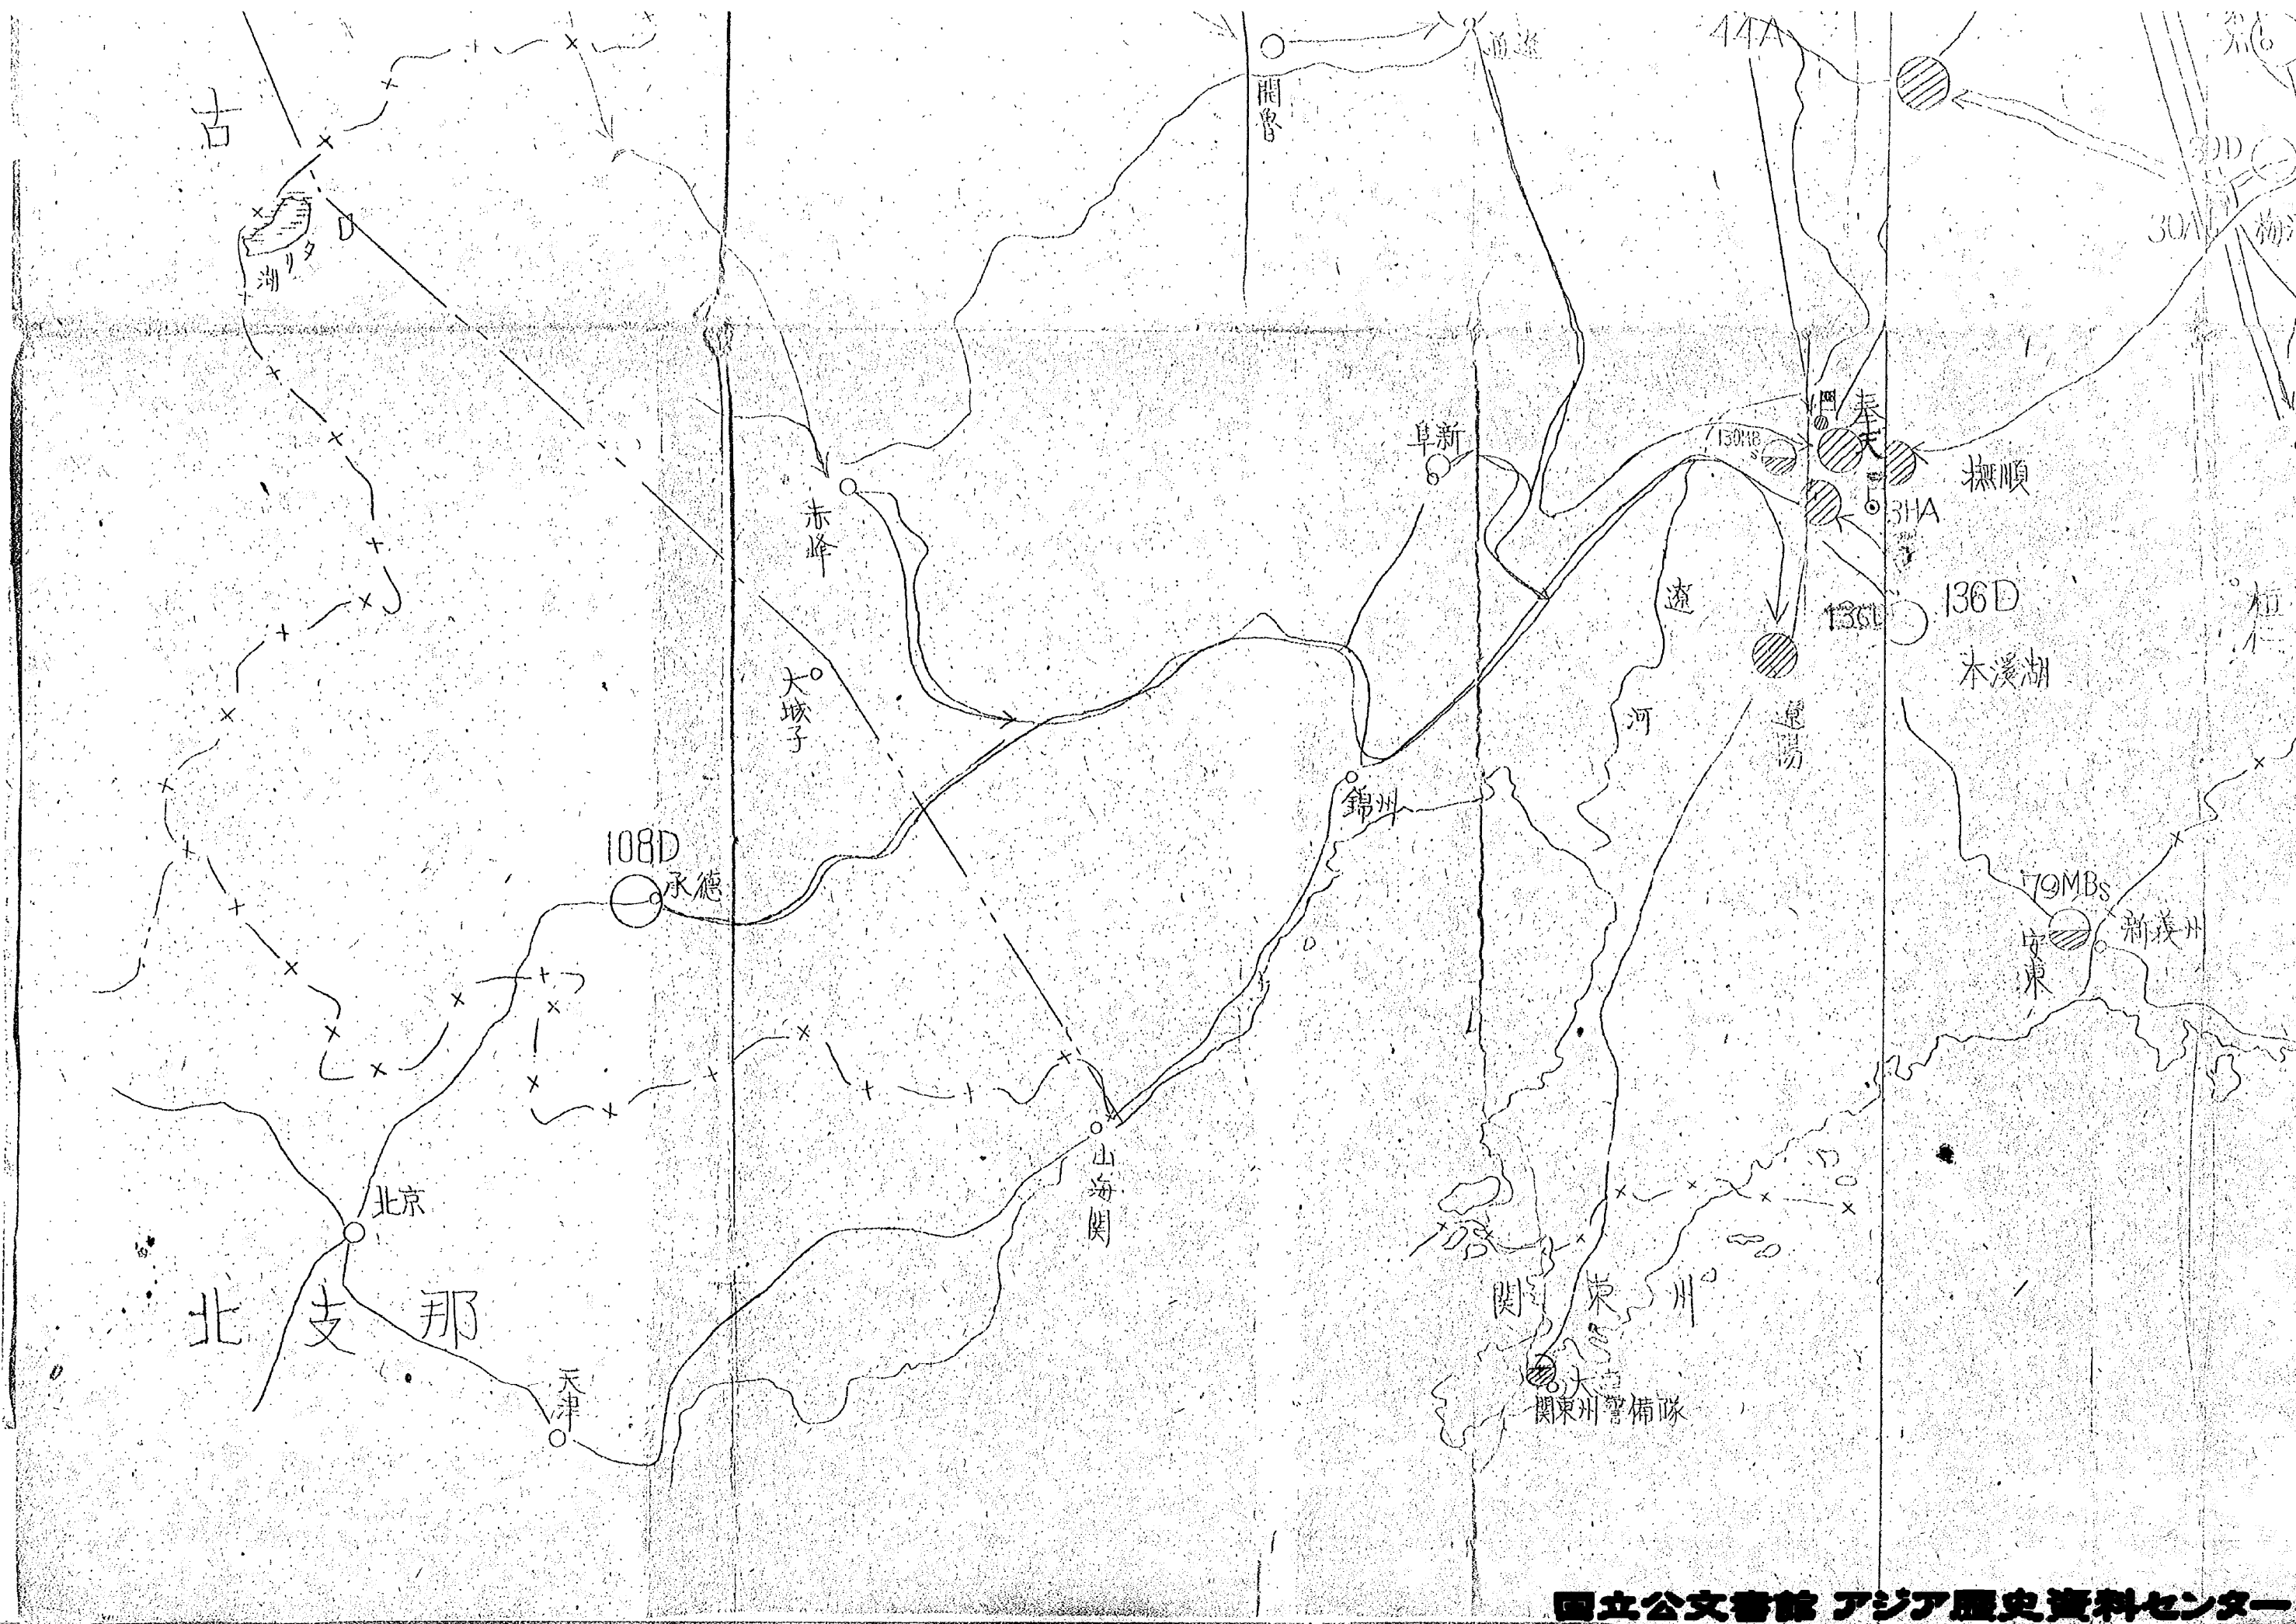 古
湖
リタ
D
開魯
通遼
44A
30D
30A
阜新
130MBs
奉天
撫順
赤峰
136D
136D
本溪湖
桓仁
遼
河
遼陽
大城子
錦州
108D
承德
79MBs
新義州
安東
山海関
北京
北支那
天津
関東州
大
関東州警備隊
国立公文書館 アジア歴史資料センター